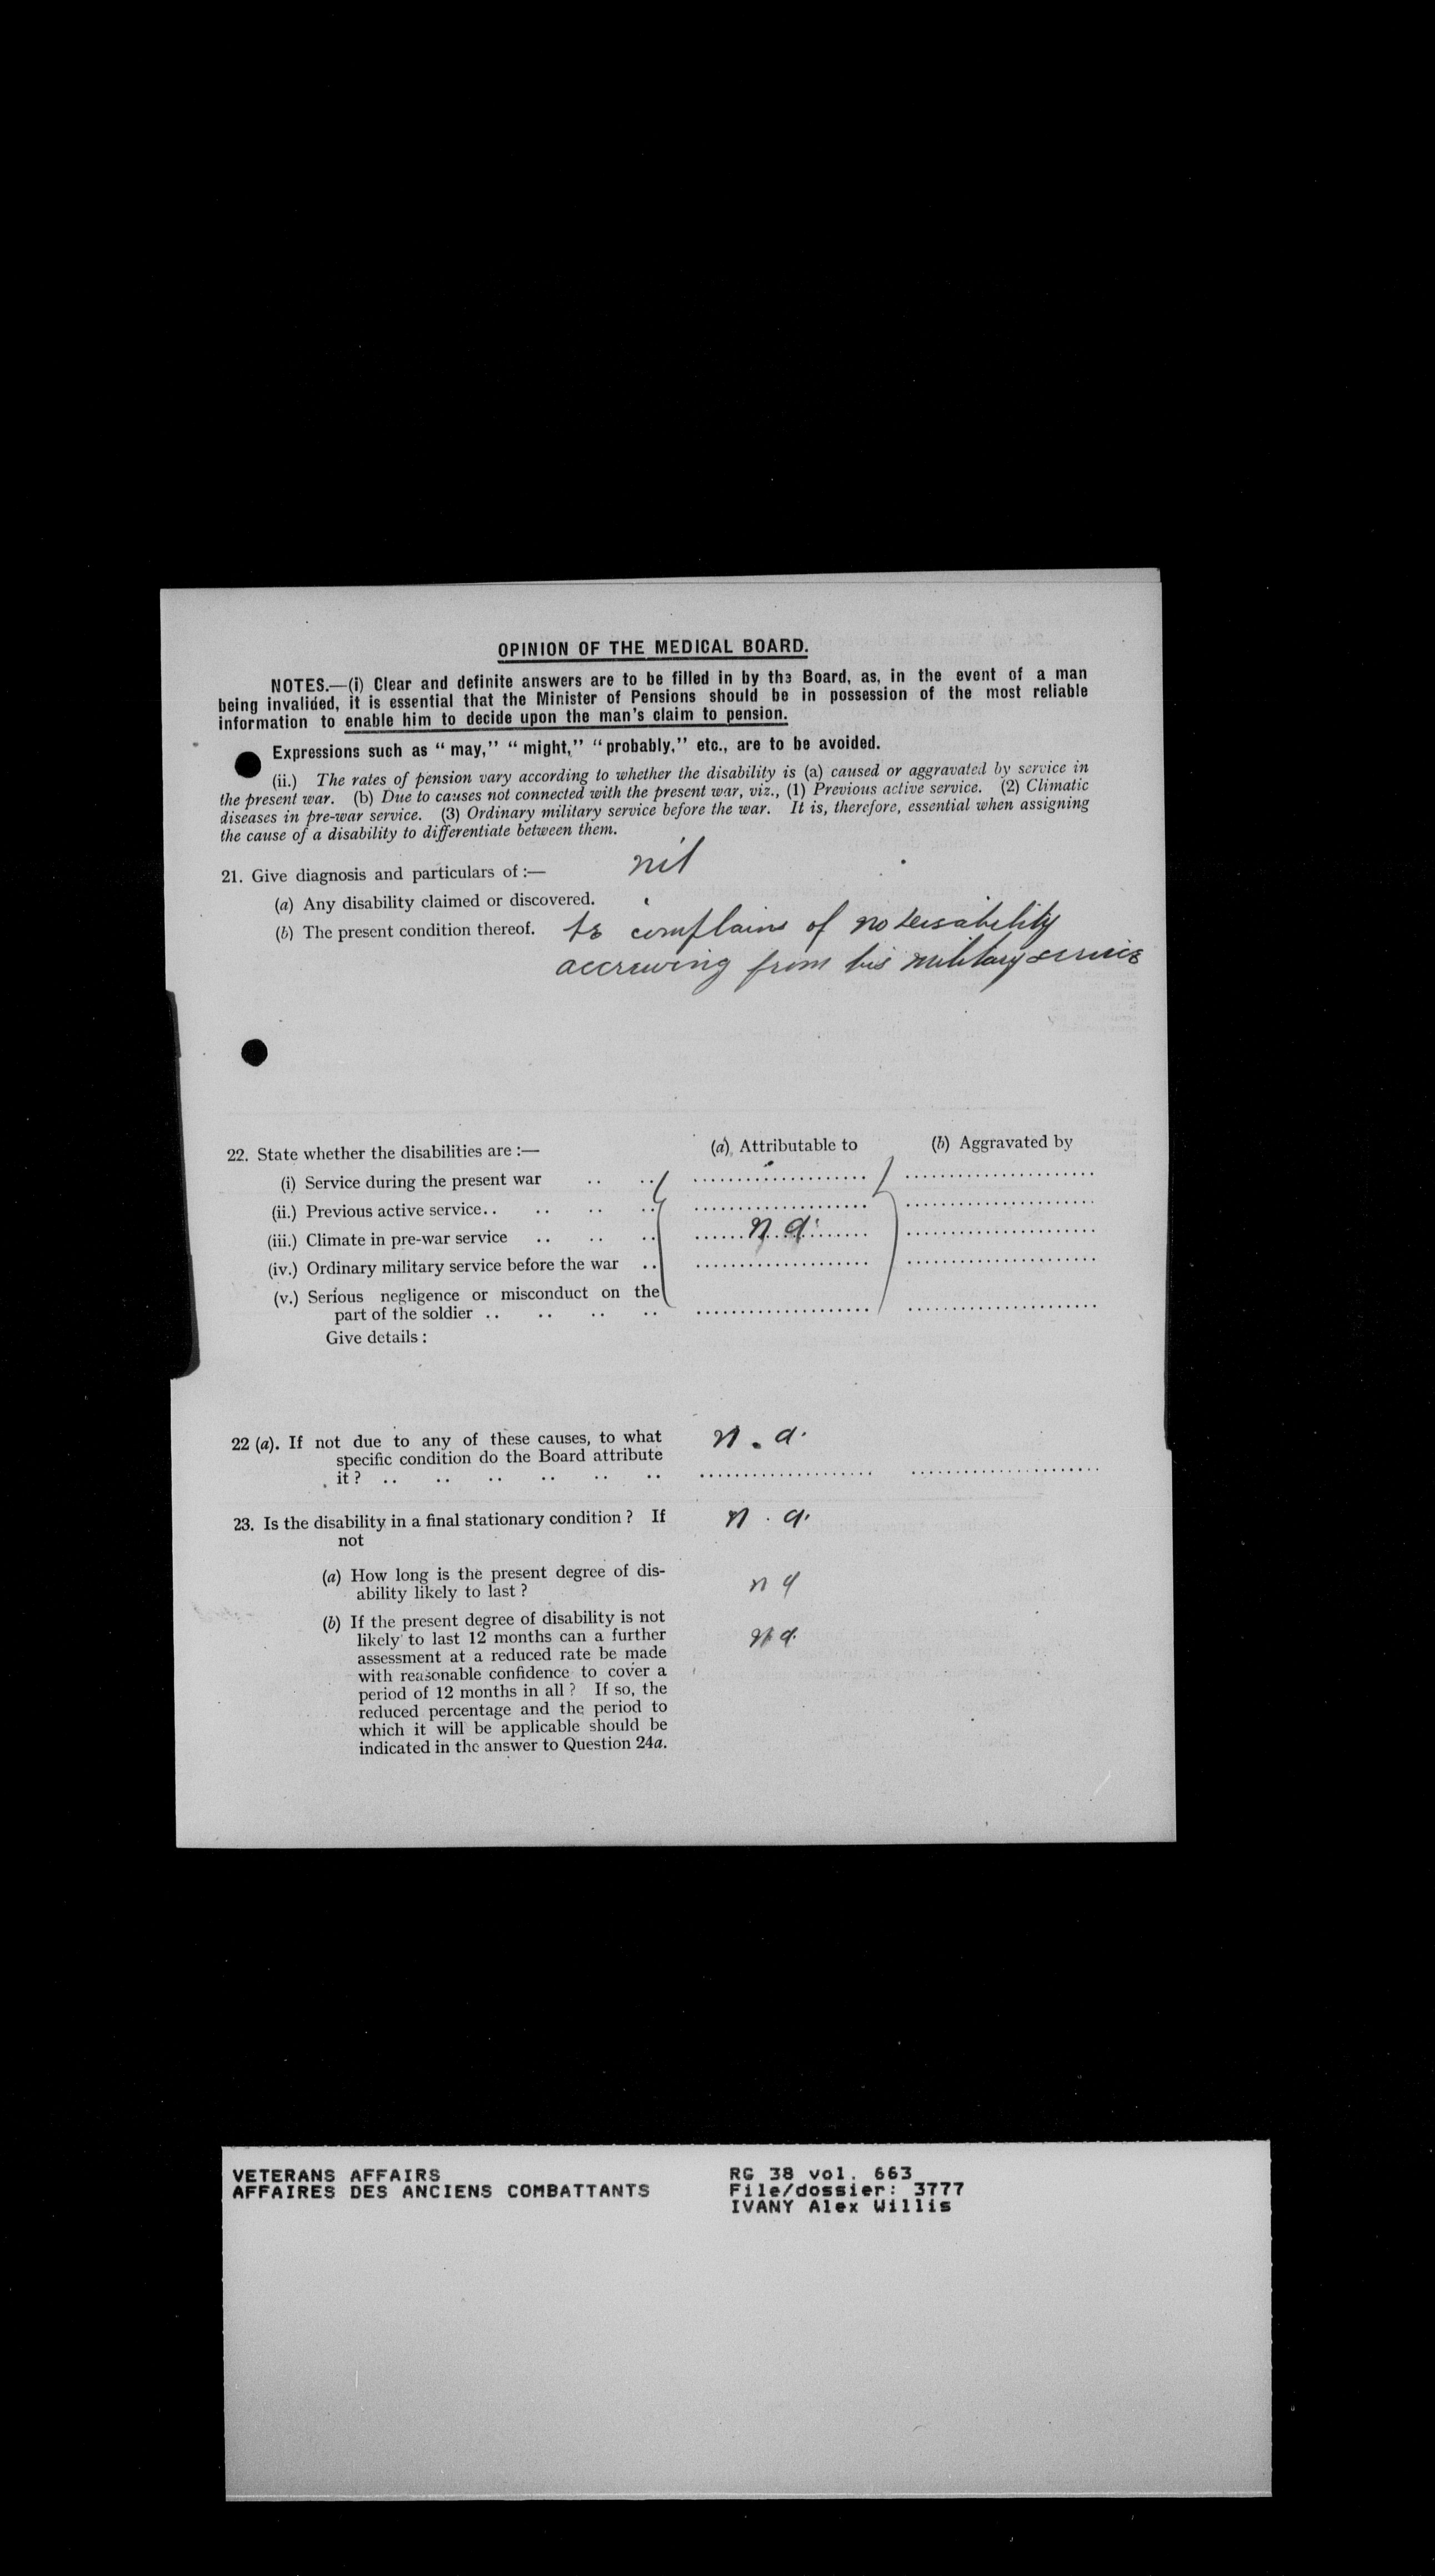 OPINION OF THE MEDICAL BOARD.
NOTES.—(i) Clear and definite answers are to be filled in by the Board, as, in the event of a man
being invalided, it is essential that the Minister of Pensions should be in possession of the most reliable
information to enable him to decide upon the man's claim to pension.
Expressions such as “ may,” “ might,” “ probably,” etc., are to be avoided.
(ii.) The rates of pension vary according to whether the disability is (a) caused or aggravated by service in
the present war. (b) Due to causes not connected with the present war, viz., (1) Previous active service. (2) Climatic
diseases in pre-war service. (3) Ordinary military service before the war. It is, therefore, essential when assigning
the cause of a disability to differentiate between them.
21. Give diagnosis and particulars of :— nil
(a) Any disability claimed or discovered.
(b) The present condition thereof. He complains of no disability
accruing from his military service
22. State whether the disabilities are :— (a) Attributable to (b) Aggravated by
(i) Service during the present war .. ..
(ii.) Previous active service.. .. .. ..
(iii.) Climate in pre-war service .. .. .. n.a.
(iv.) Ordinary military service before the war ..
(v.) Serious negligence or misconduct on the
part of the soldier .. .. .. ..
Give details :
22 (a). If not due to any of these causes, to what n.a.
specific condition do the Board attribute
it ? .. .. .. .. .. ..
23. Is the disability in a final stationary condition ? If n.a.
not
(a) How long is the present degree of dis-
ability likely to last ? n a
(b) If the present degree of disability is not
likely to last 12 months can a further n a.
assessment at a reduced rate be made
with reasonable confidence to cover a
period of 12 months in all ? If so, the
reduced percentage and the period to
which it will be applicable should be
indicated in the answer to Question 24a.
VETERANS AFFAIRS RG 38 vol. 663
AFFAIRES DES ANCIENS COMBATTANTS File/dossier: 3777
IVANY Alex Willis